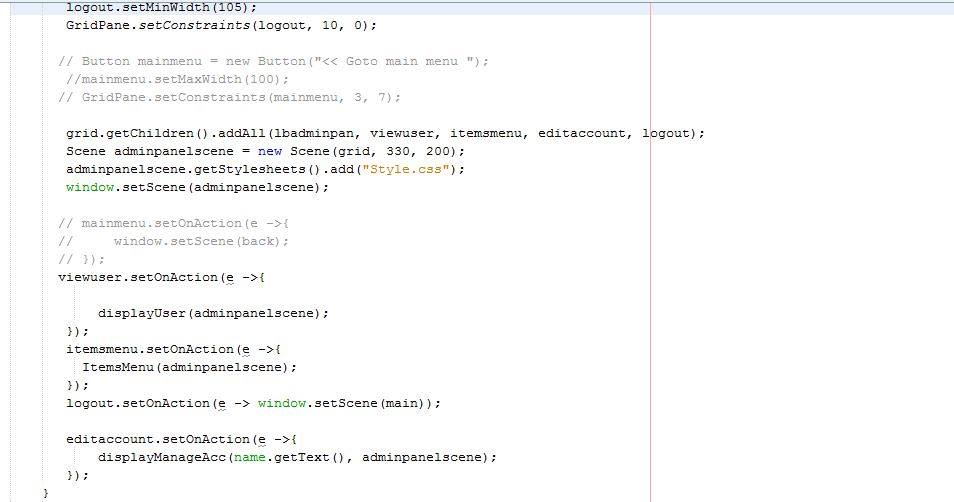 logout.setMinWidth(105);
GridPane.setConstraints(logout, 10, 0);
// Button mainmenu = new Button("<< Goto main menu ");
//mainmenu.setMaxWidth(100);
// GridPane.setConstraints(mainmenu, 3, 7);
grid.getChildren().addAll(lbadminpan, viewuser, itemsmenu, editaccount, logout);
Scene adminpanelscene = new Scene(grid, 330, 200);
adminpanelscene.getStylesheets().add("Style.css");
window.setScene(adminpanelscene);
// mainmenu.setOnAction(e ->{
//     window.setScene(back);
// });
viewuser.setOnAction(e ->{
displayUser(adminpanelscene);
});
itemsmenu.setOnAction(e ->{
ItemsMenu(adminpanelscene);
});
logout.setOnAction(e -> window.setScene(main));
editaccount.setOnAction(e ->{
displayManageAcc(name.getText(), adminpanelscene);
});
}